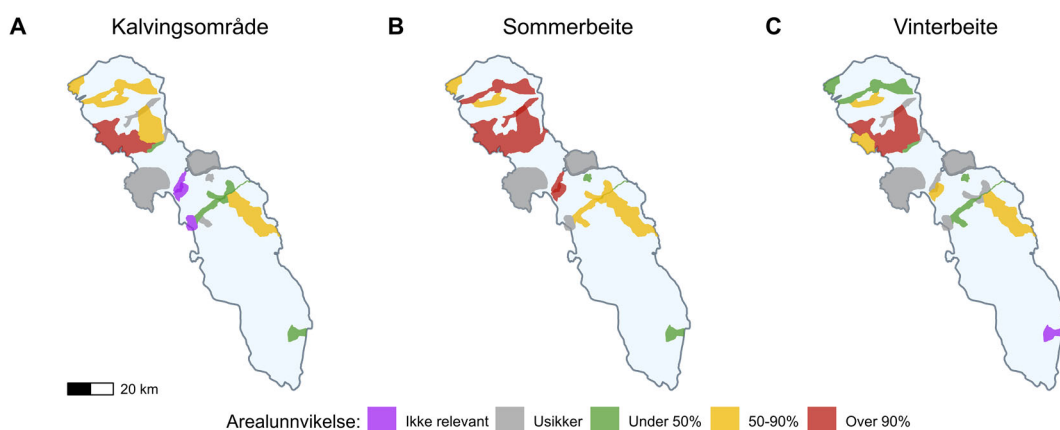 A Kalvingsområde
B Sommerbeite
C Vinterbeite
20 km
Arealunnvikelse: Ikke relevant Usikker Under 50% 50-90% Over 90%